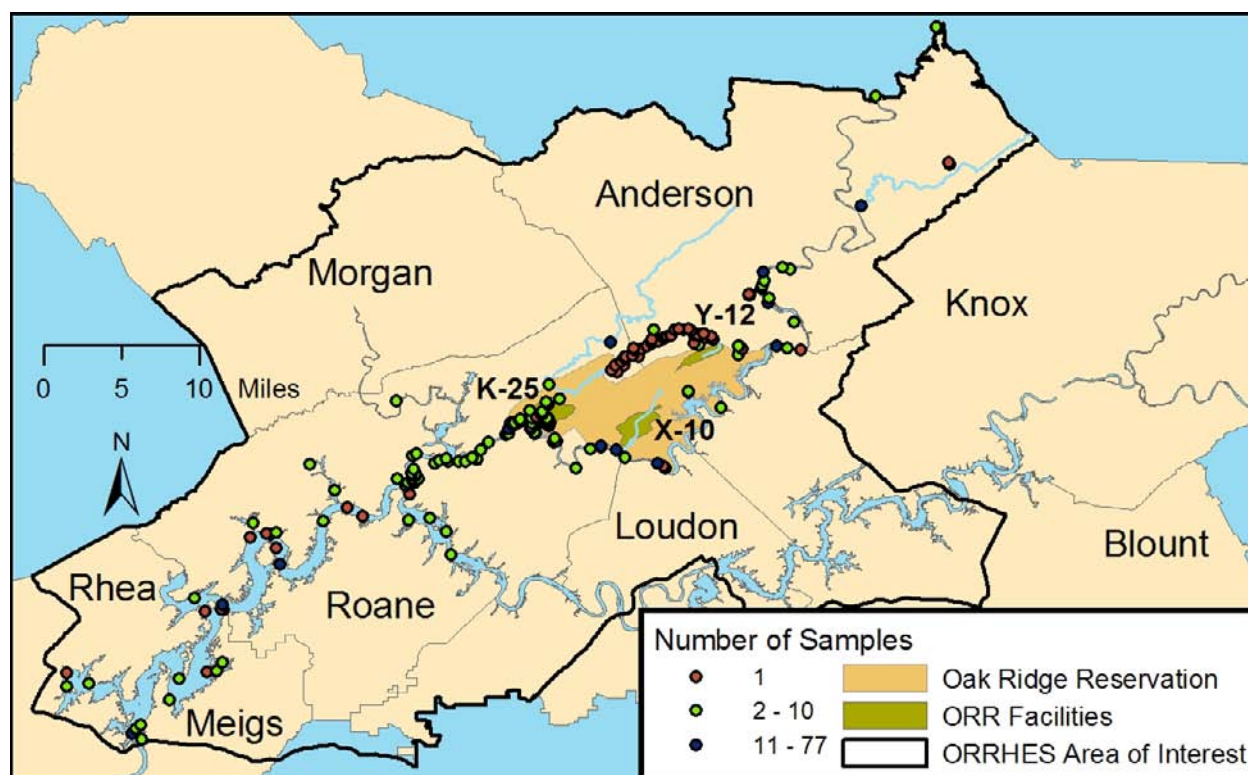 Anderson
Morgan
Knox
Y-12
0 5 10 Miles
K-25
N
X-10
Loudon
Blount
Rhea
Roane
Meigs
Number of Samples
1
2 - 10
11 - 77
Oak Ridge Reservation
ORR Facilities
ORRHES Area of Interest